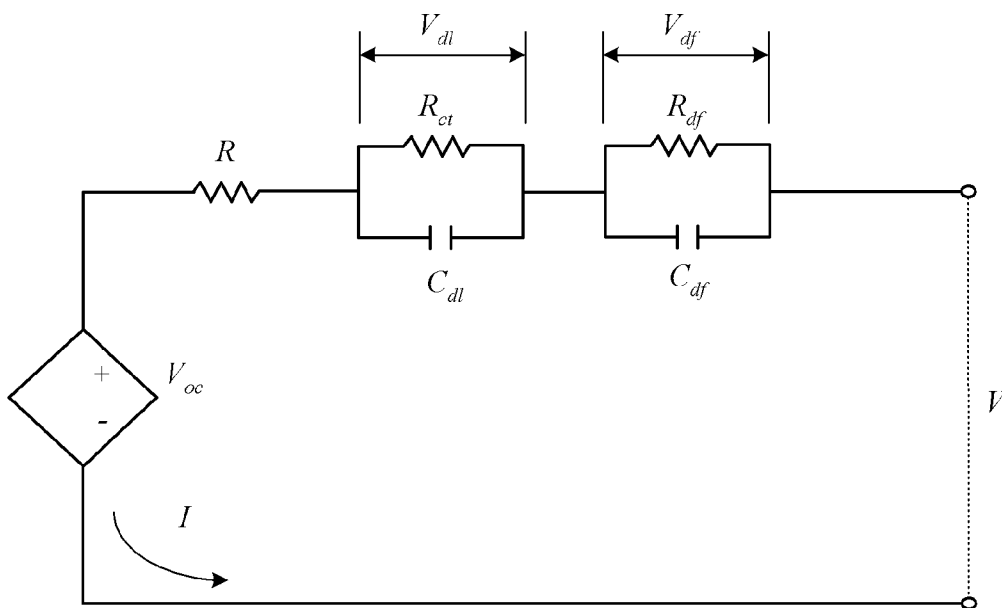 V_dl
V_df
R_ct
R_df
R
C_dl
C_df
+
V_oc
-
V
I